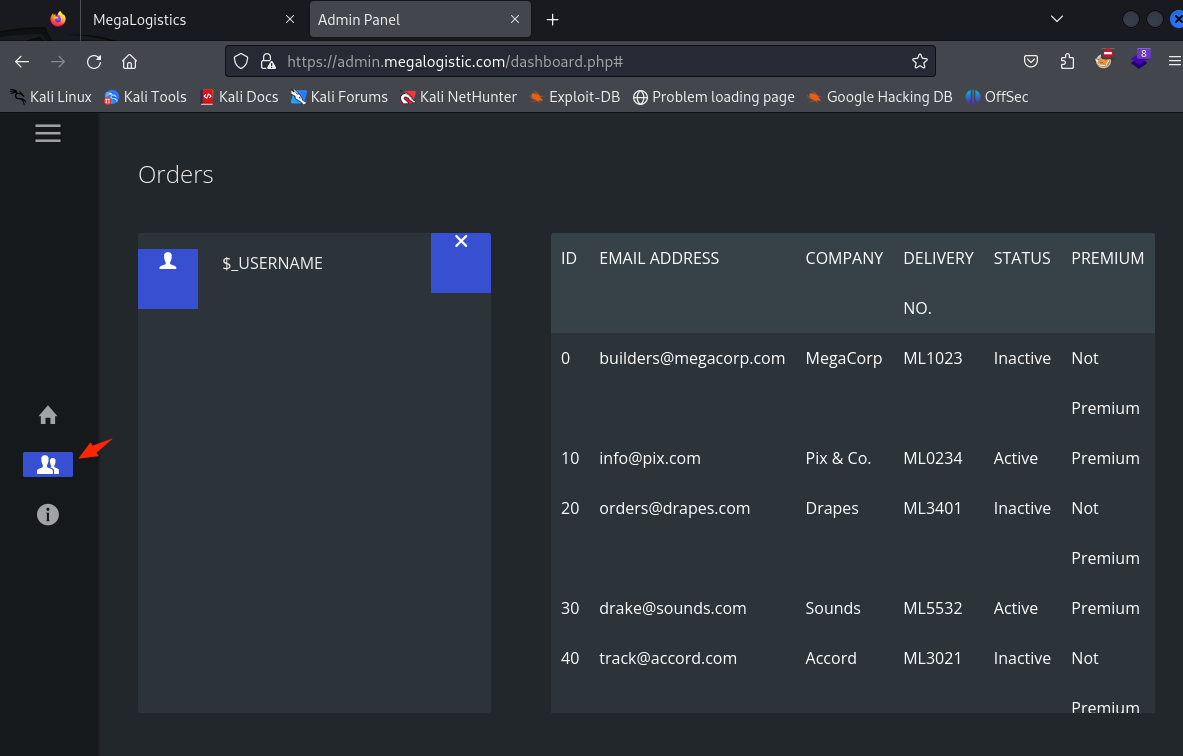 MegaLogistics
Admin Panel
https://admin.megalogistic.com/dashboard.php#
8
Kali Linux Kali Tools Kali Docs Kali Forums Kali NetHunter Exploit-DB Problem loading page Google Hacking DB OffSec
Orders
$_USERNAME
ID EMAIL ADDRESS COMPANY DELIVERY STATUS PREMIUM
NO.
0 builders@megacorp.com MegaCorp ML1023 Inactive Not
Premium
10 info@pix.com Pix & Co. ML0234 Active Premium
20 orders@drapes.com Drapes ML3401 Inactive Not
Premium
30 drake@sounds.com Sounds ML5532 Active Premium
40 track@accord.com Accord ML3021 Inactive Not
Premium